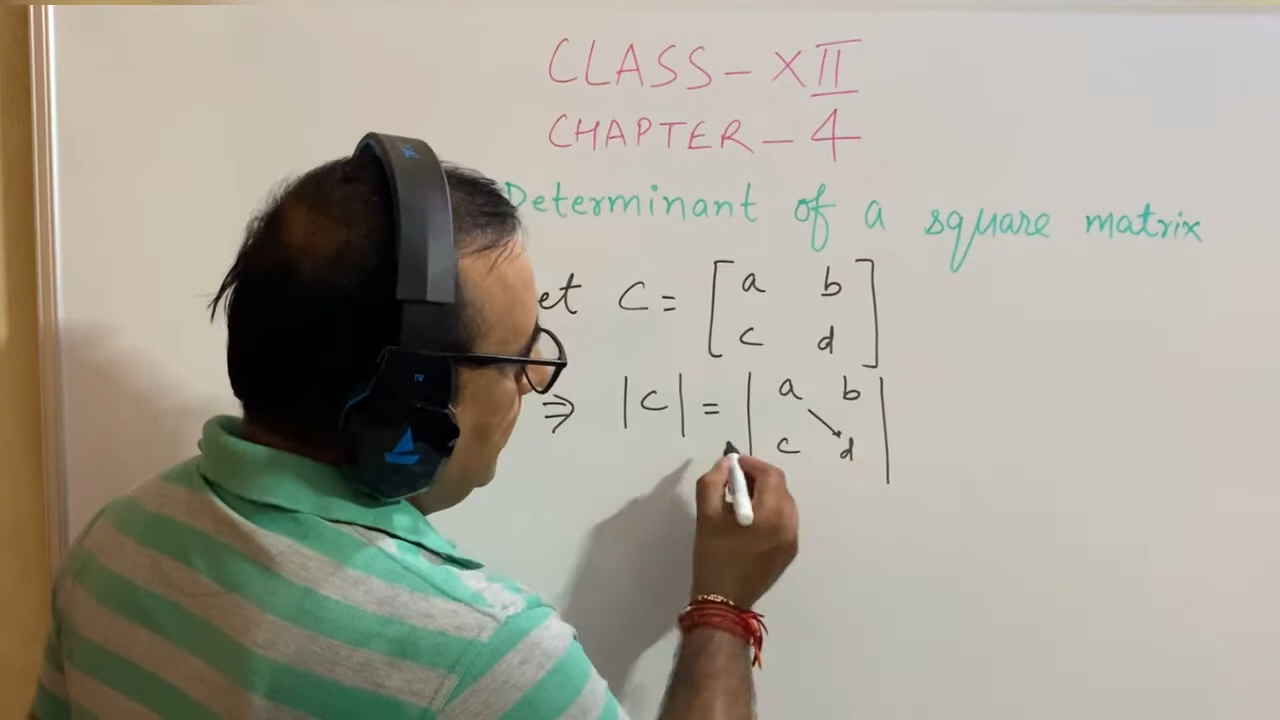 CLASS - XII
CHAPTER - 4
Determinant of a square matrix
et C = [ a b
c d ]
⇒ |C| = | a b
c d |
R